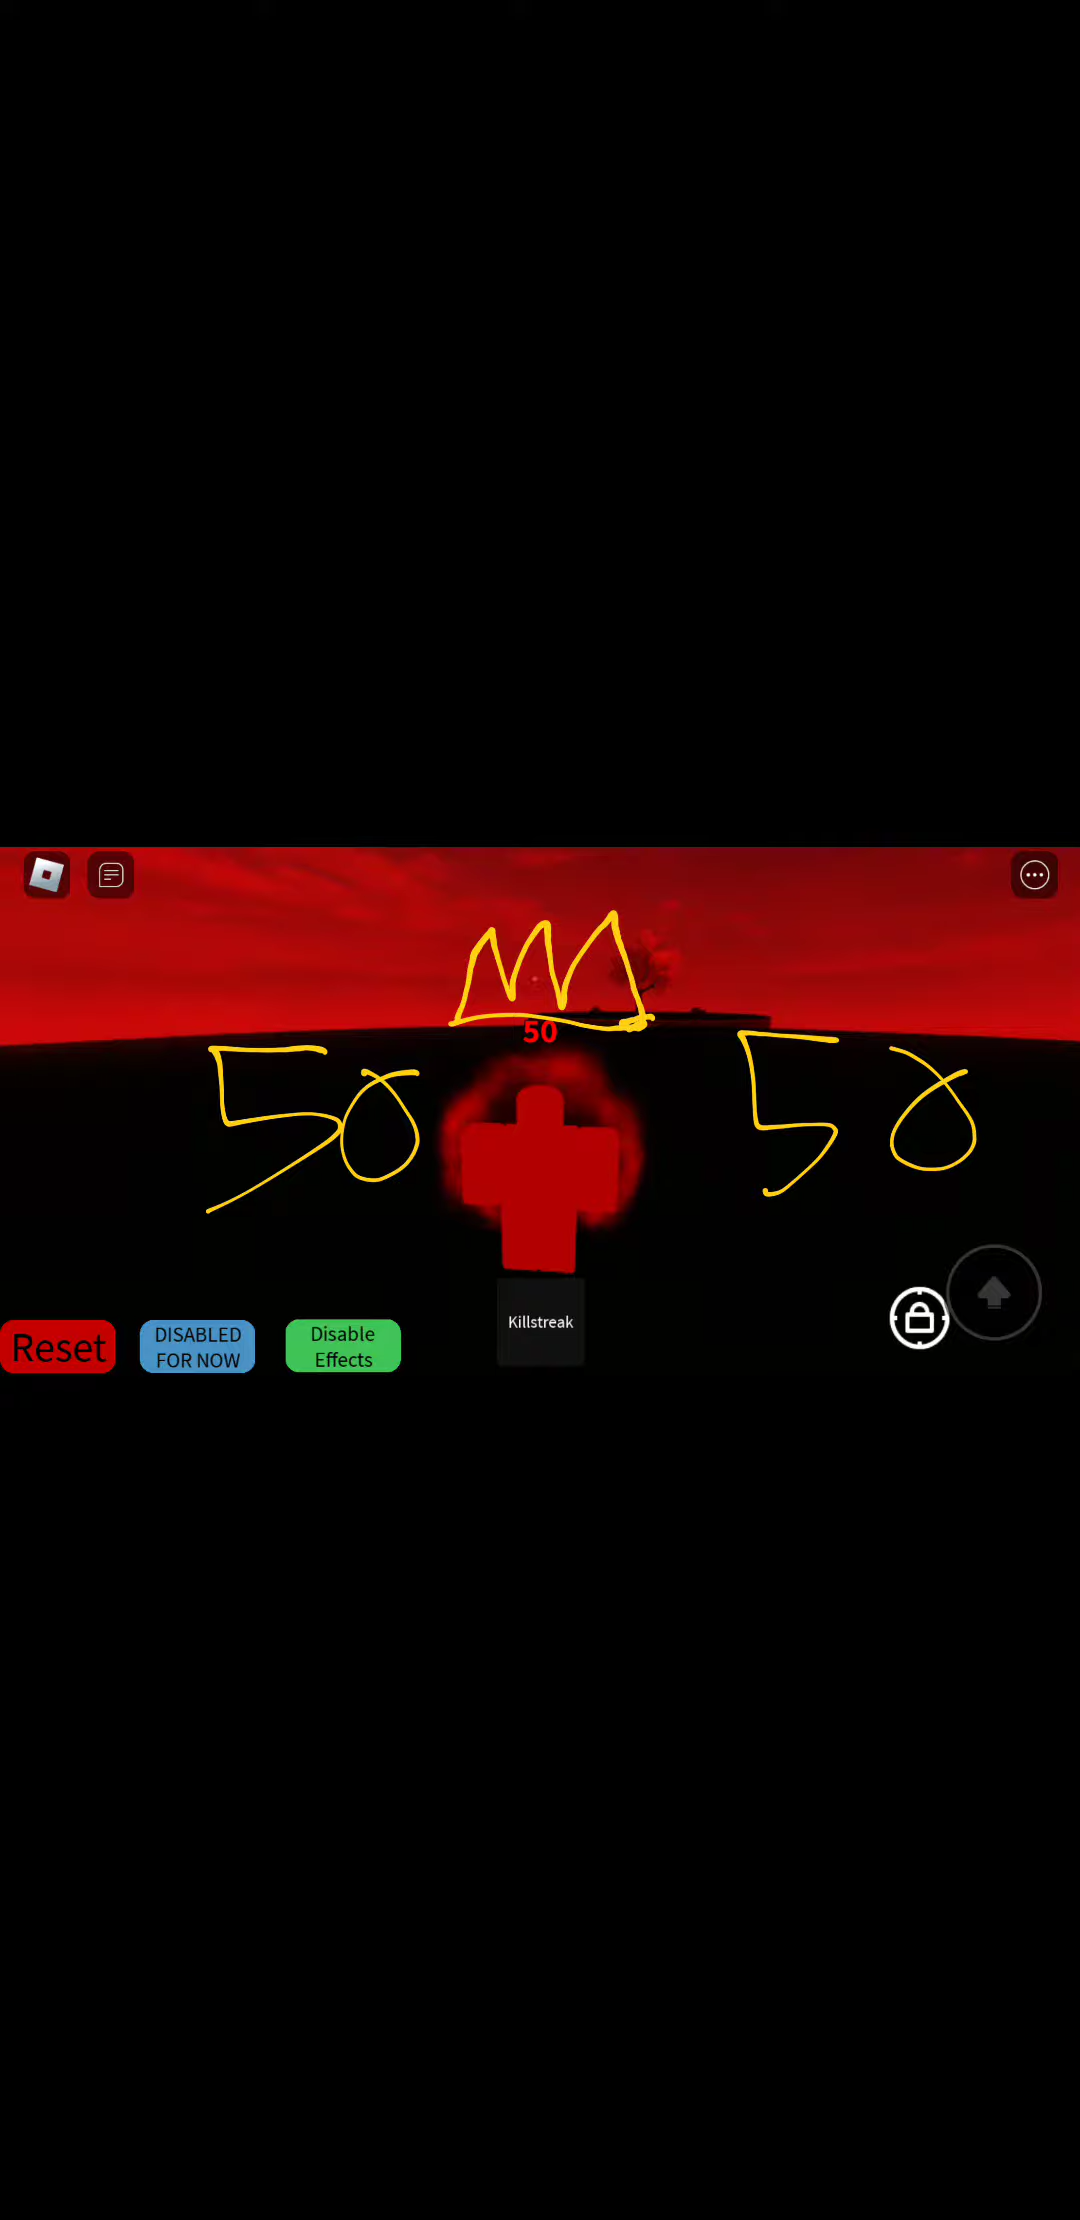 50
50 50
Killstreak
Reset
DISABLED
FOR NOW
Disable
Effects